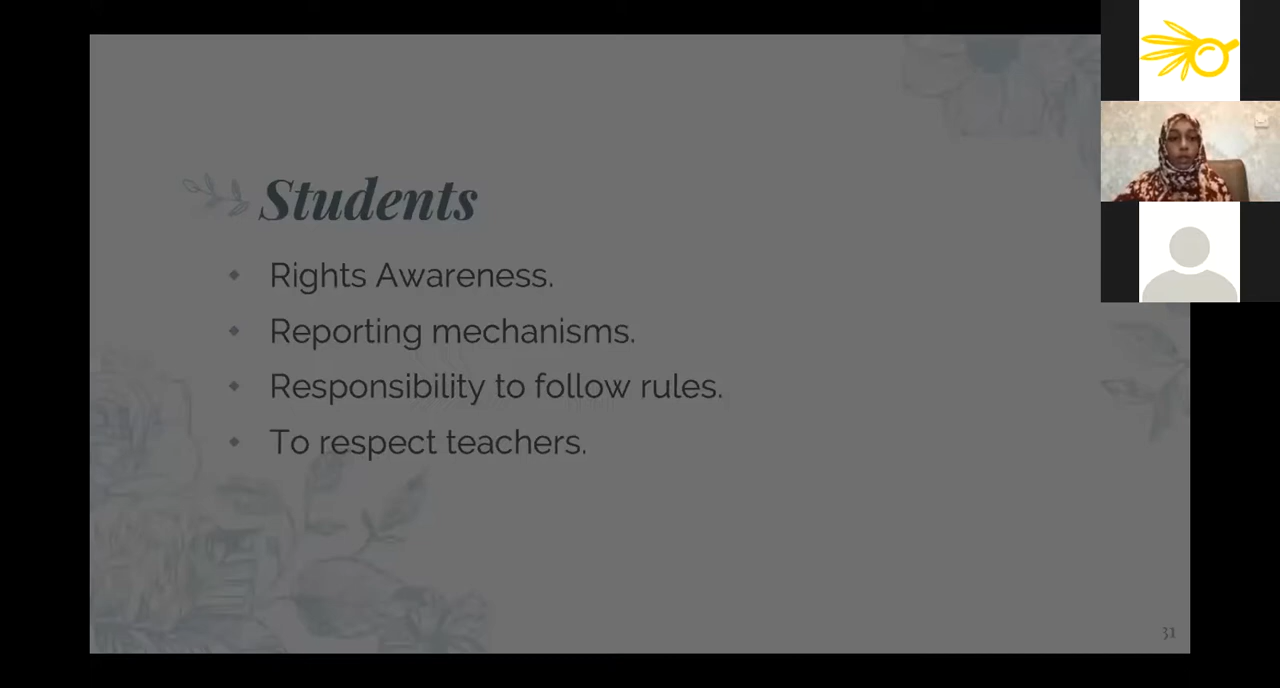 Students
Rights Awareness.
Reporting mechanisms.
Responsibility to follow rules.
To respect teachers.
31